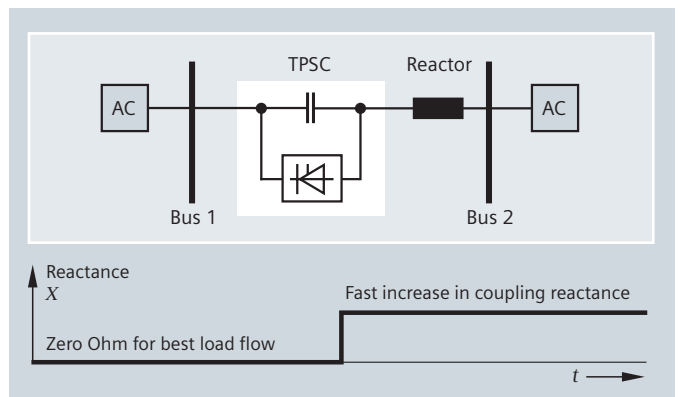 TPSC
Reactor
AC
AC
Bus 1
Bus 2
Reactance
X
Fast increase in coupling reactance
Zero Ohm for best load flow
t